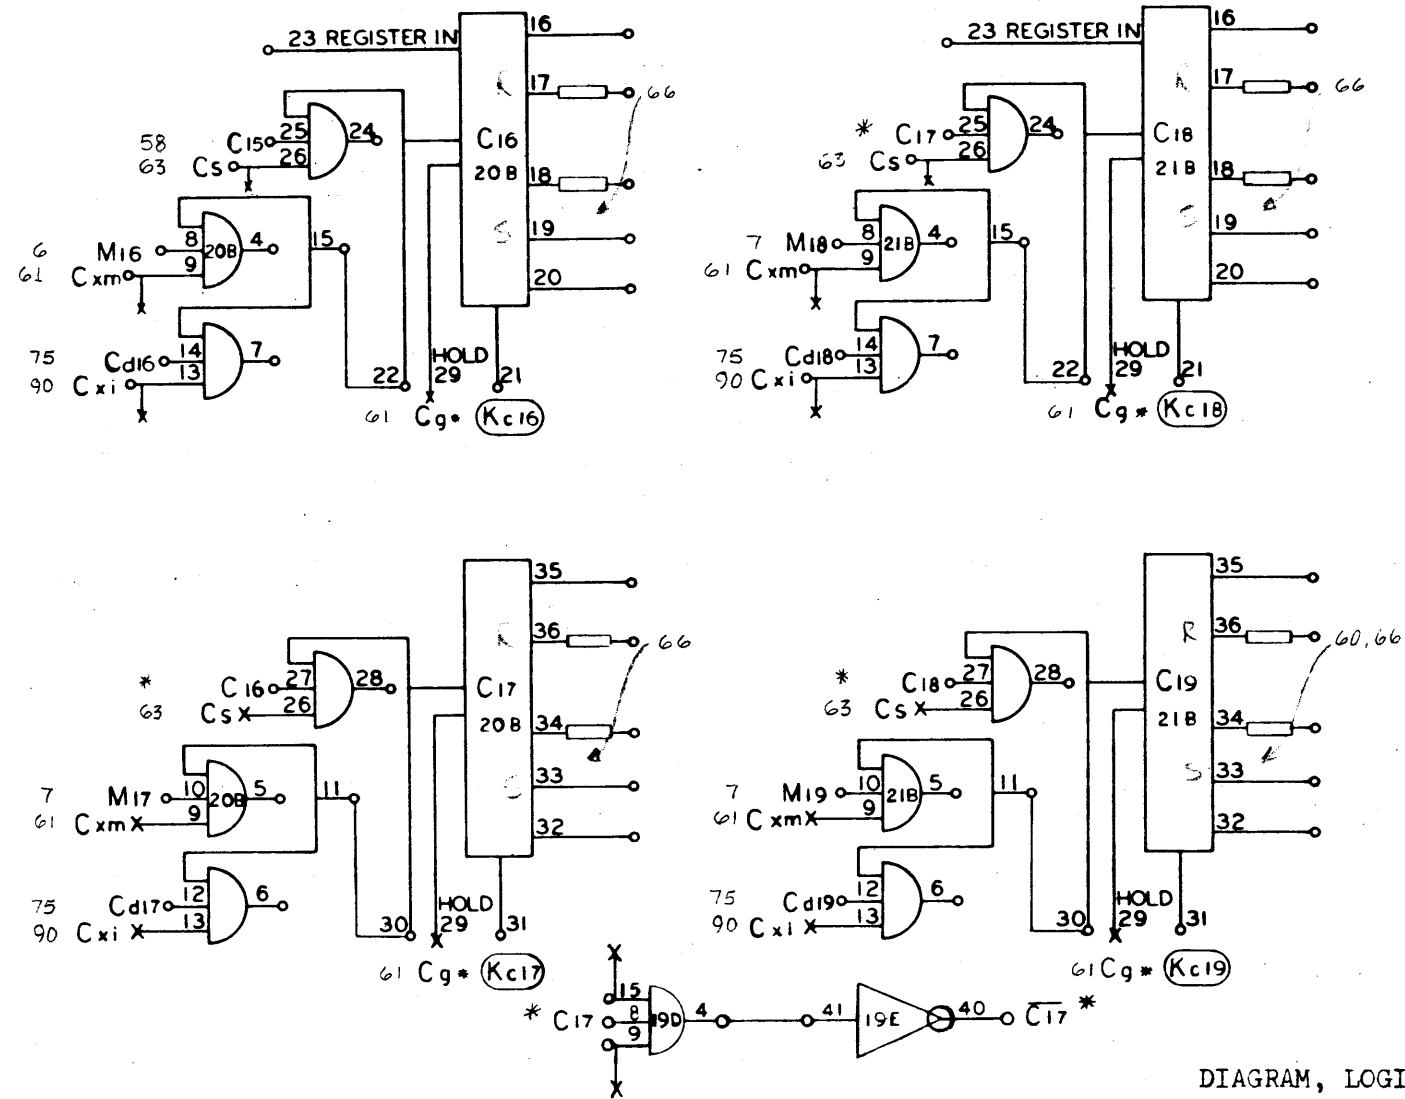 23 REGISTER IN
16
17
66
R
58
C15
25
24
C16
63
Cs
26
20B
18
S
19
6
M16
8
20B
4
15
61
Cxm
9
20
75
Cd16
14
7
HOLD
90
Cxi
13
22
29
21
61
Cg*
Kc16
23 REGISTER IN
16
17
66
R
*
C17
25
24
C18
63
Cs
26
21B
18
S
19
7
M18
8
21B
4
15
61
Cxm
9
20
75
Cd18
14
7
HOLD
90
Cxi
13
22
29
21
61
Cg*
Kc18
35
R
36
66
*
C16
27
28
C17
63
Cs
26
20B
34
S
33
7
M17
10
20B
5
11
61
Cxm
9
32
75
Cd17
12
6
HOLD
90
Cxi
13
30
29
31
61
Cg*
Kc17
35
R
36
60,66
*
C18
27
28
C19
63
Cs
26
21B
34
S
33
7
M19
10
21B
5
11
61
Cxm
9
32
75
Cd19
12
6
HOLD
90
Cxi
13
30
29
31
61
Cg*
Kc19
15
* C17
8
19D
4
41
19E
40
C̅1̅7̅ *
9
DIAGRAM, LOGI